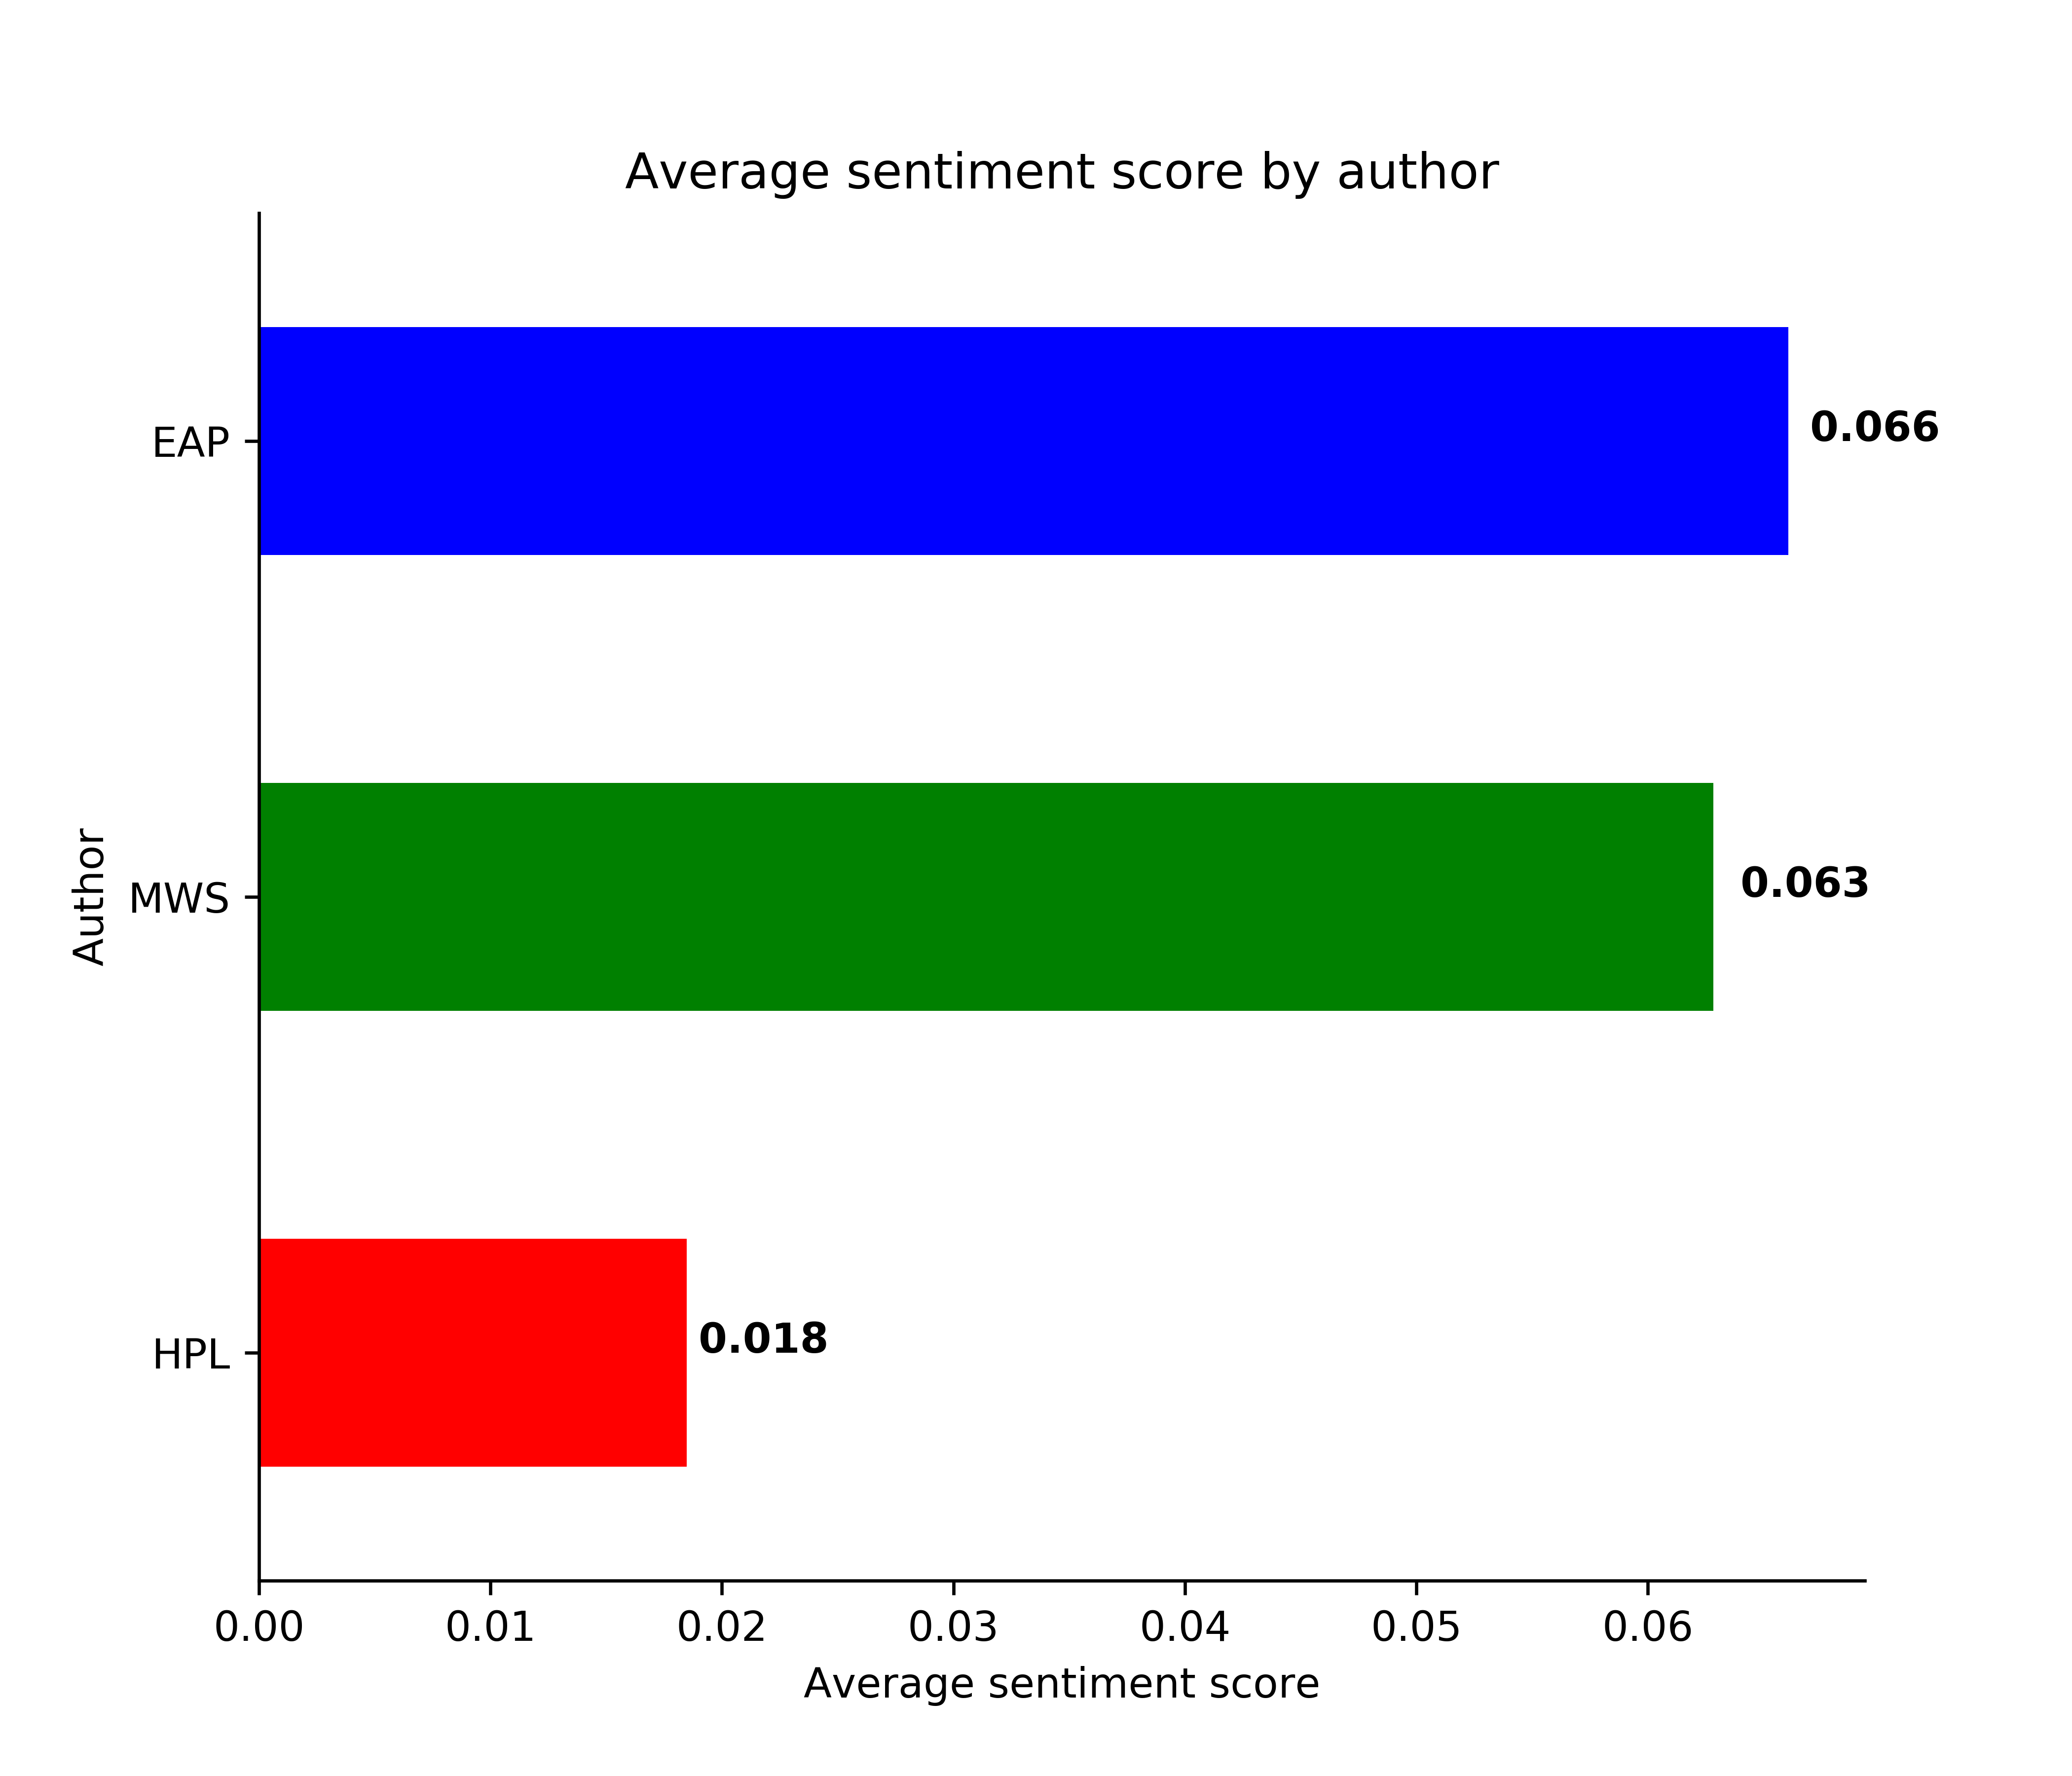 Average sentiment score by author
EAP
0.066
Author
MWS
0.063
HPL
0.018
0.00 0.01 0.02 0.03 0.04 0.05 0.06
Average sentiment score